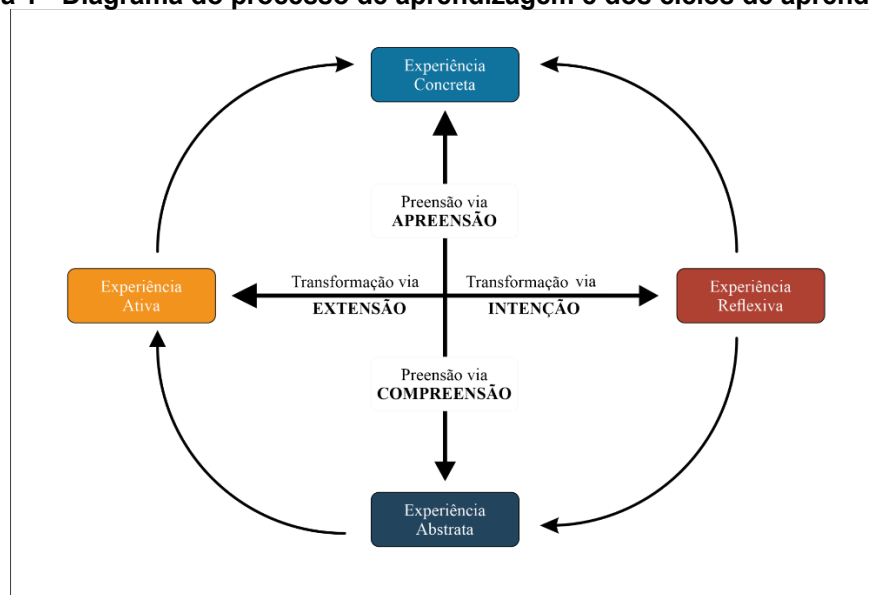 Diagrama do processo de aprendizagem e dos ciclos de
Experiência
Concreta
Preensão via
APREENSÃO
Experiência
Ativa
Transformação via
EXTENSÃO
Transformação via
INTENÇÃO
Experiência
Reflexiva
Preensão via
COMPREENSÃO
Experiência
Abstrata